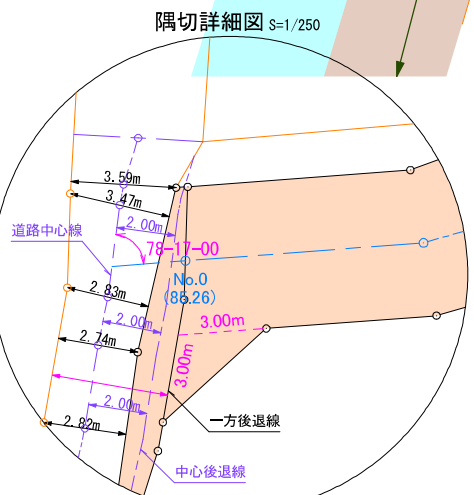 隅切詳細図 S=1/250
3.59m
3.47m
2.00m
道路中心線
78-17-00
No.0
(86.26)
2.83m
2.00m
3.00m
2.74m
3.00m
2.00m
2.82m
一方後退線
中心後退線